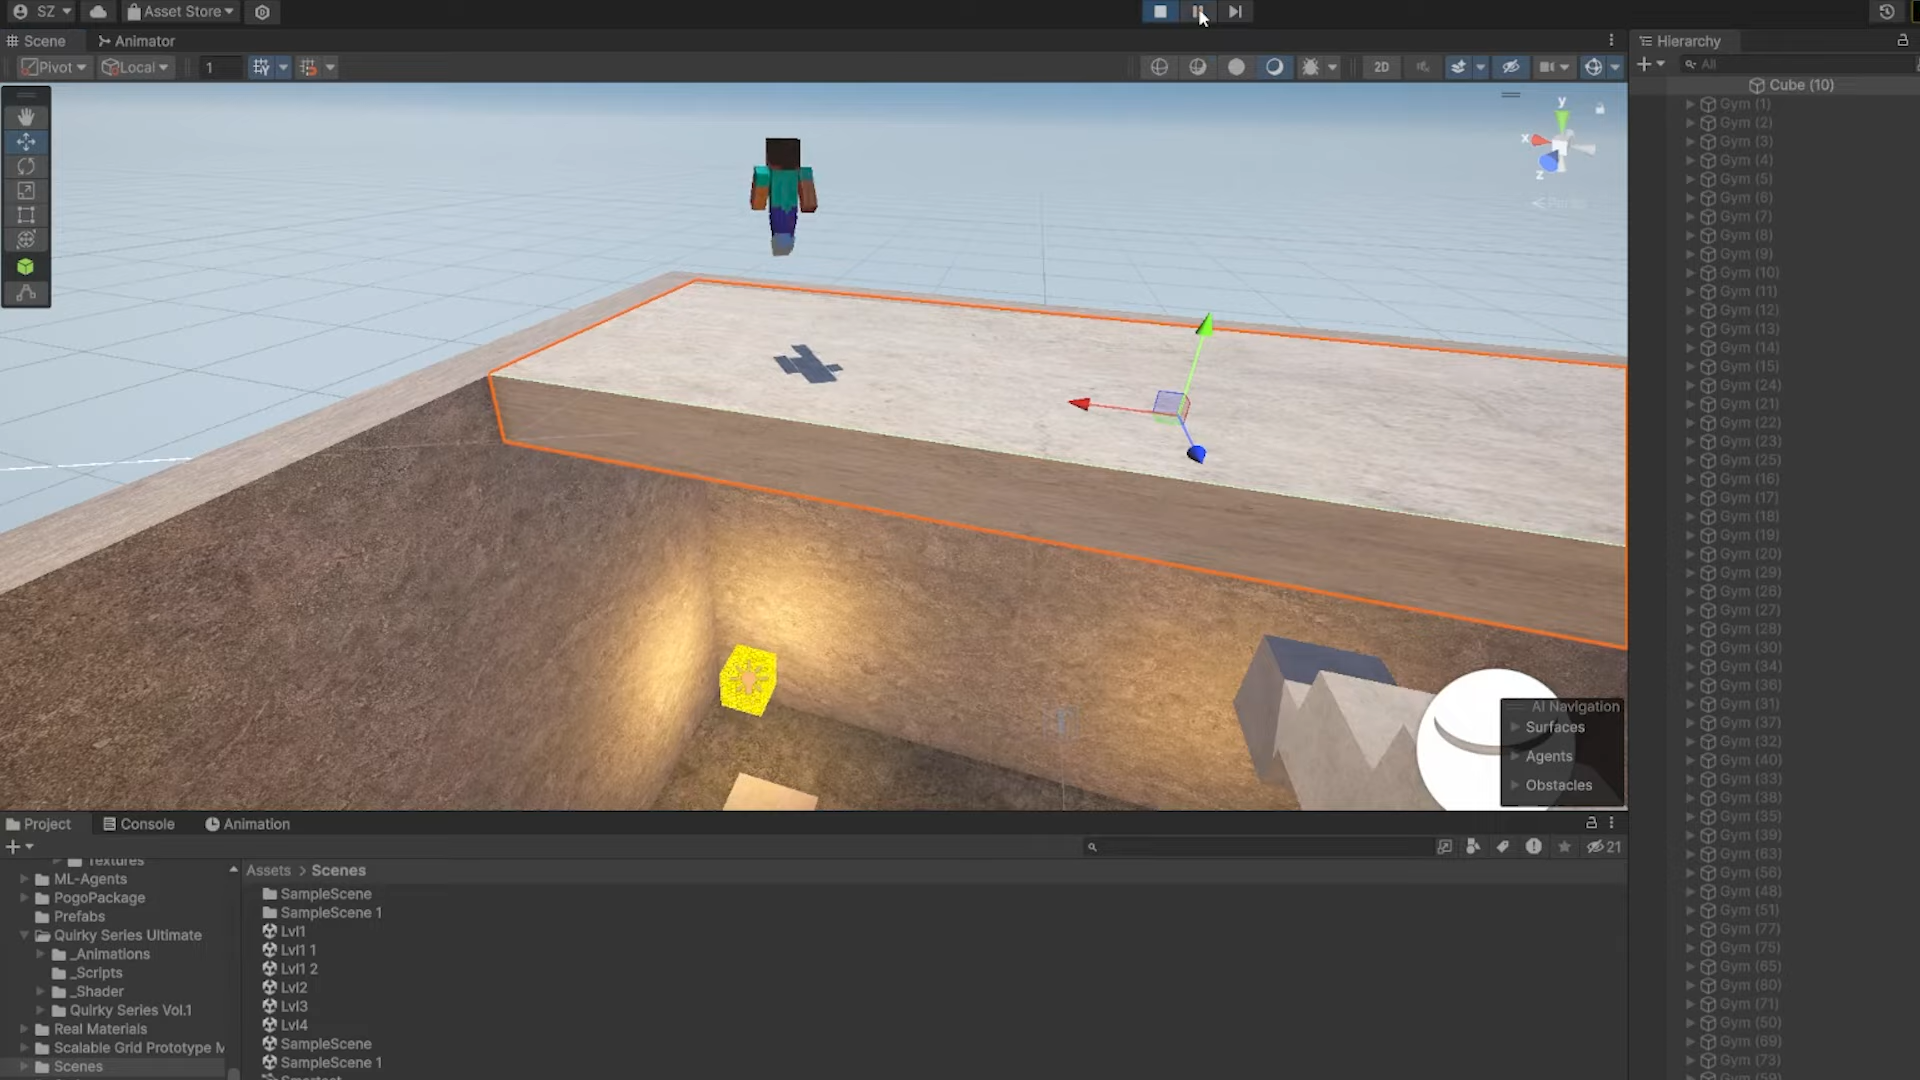 SZ Asset Store
Scene Animator Hierarchy
Pivot Local 1 2D All
Cube (10)
y
x
z
Persp
Gym (1)
Gym (2)
Gym (3)
Gym (4)
Gym (5)
Gym (6)
Gym (7)
Gym (8)
Gym (9)
Gym (10)
Gym (11)
Gym (12)
Gym (13)
Gym (14)
Gym (15)
Gym (24)
Gym (21)
Gym (22)
Gym (23)
Gym (25)
Gym (16)
Gym (17)
Gym (18)
Gym (19)
Gym (20)
Gym (29)
Gym (26)
Gym (27)
Gym (28)
Gym (30)
Gym (34)
Gym (36)
Gym (31)
Gym (37)
Gym (32)
Gym (40)
Gym (33)
Gym (38)
Gym (35)
Gym (39)
Gym (63)
Gym (56)
Gym (48)
Gym (51)
Gym (77)
Gym (75)
Gym (65)
Gym (80)
Gym (71)
Gym (50)
Gym (69)
Gym (73)
Gym (59)
AI Navigation
Surfaces
Agents
Obstacles
Project Console Animation
21
Textures
ML-Agents
PogoPackage
Prefabs
Quirky Series Ultimate
_Animations
_Scripts
_Shader
Quirky Series Vol.1
Real Materials
Scalable Grid Prototype M
Scenes
Assets > Scenes
SampleScene
SampleScene 1
Lvl1
Lvl1 1
Lvl1 2
Lvl2
Lvl3
Lvl4
SampleScene
SampleScene 1